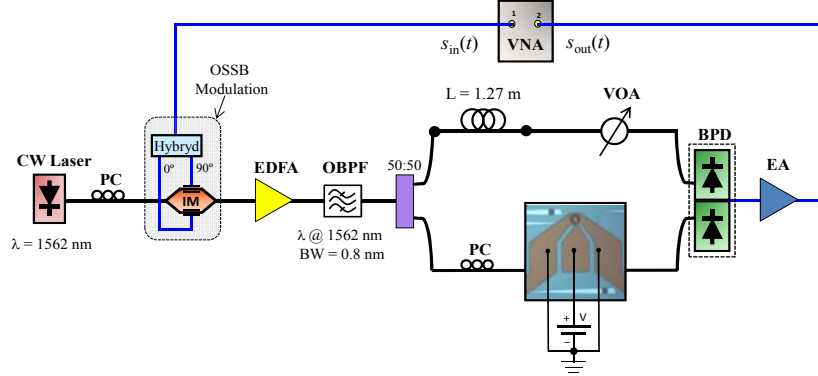 1 2
VNA
s_in(t)
s_out(t)
OSSB
Modulation
L = 1.27 m
VOA
Hybryd
BPD
0º
90º
CW Laser
PC
IM
EDFA
OBPF
50:50
EA
λ = 1562 nm
λ @ 1562 nm
BW = 0.8 nm
PC
+ V
−